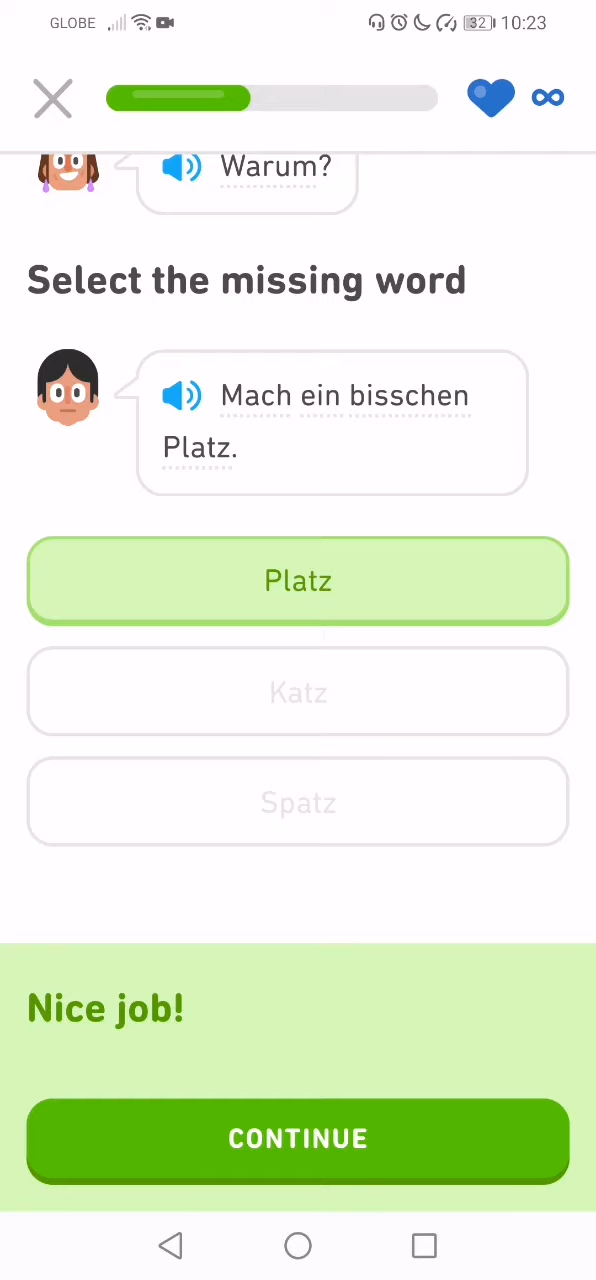 GLOBE 32 10:23
Warum?
Select the missing word
Mach ein bisschen
Platz.
Platz
Katz
Spatz
Nice job!
CONTINUE